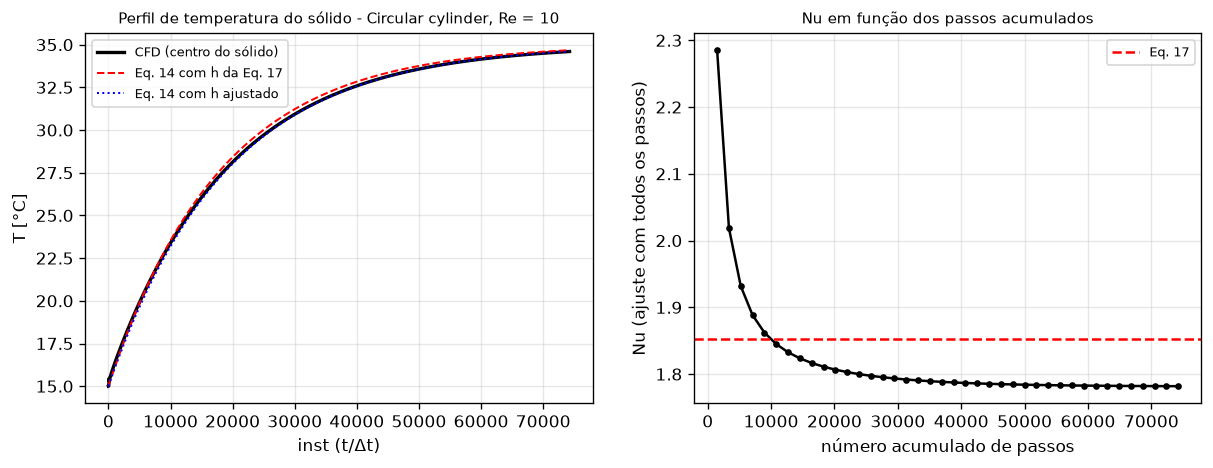 Perfil de temperatura do sólido - Circular cylinder, Re = 10
CFD (centro do sólido)
Eq. 14 com h da Eq. 17
Eq. 14 com h ajustado
T [°C]
35.0
32.5
30.0
27.5
25.0
22.5
20.0
17.5
15.0
0 10000 20000 30000 40000 50000 60000 70000
inst (t/Δt)
Nu em função dos passos acumulados
Eq. 17
Nu (ajuste com todos os passos)
2.3
2.2
2.1
2.0
1.9
1.8
0 10000 20000 30000 40000 50000 60000 70000
número acumulado de passos